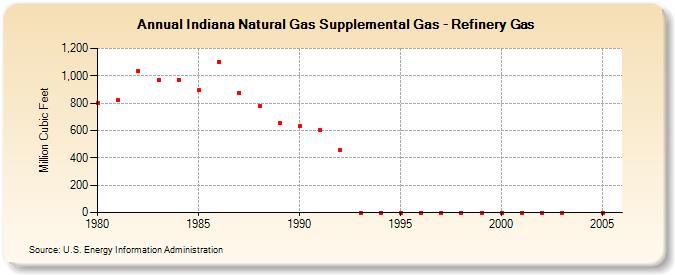 Annual Indiana Natural Gas Supplemental Gas - Refinery Gas
Million Cubic Feet
1,200
1,000
800
600
400
200
0
1980 1985 1990 1995 2000 2005
Source: U.S. Energy Information Administration